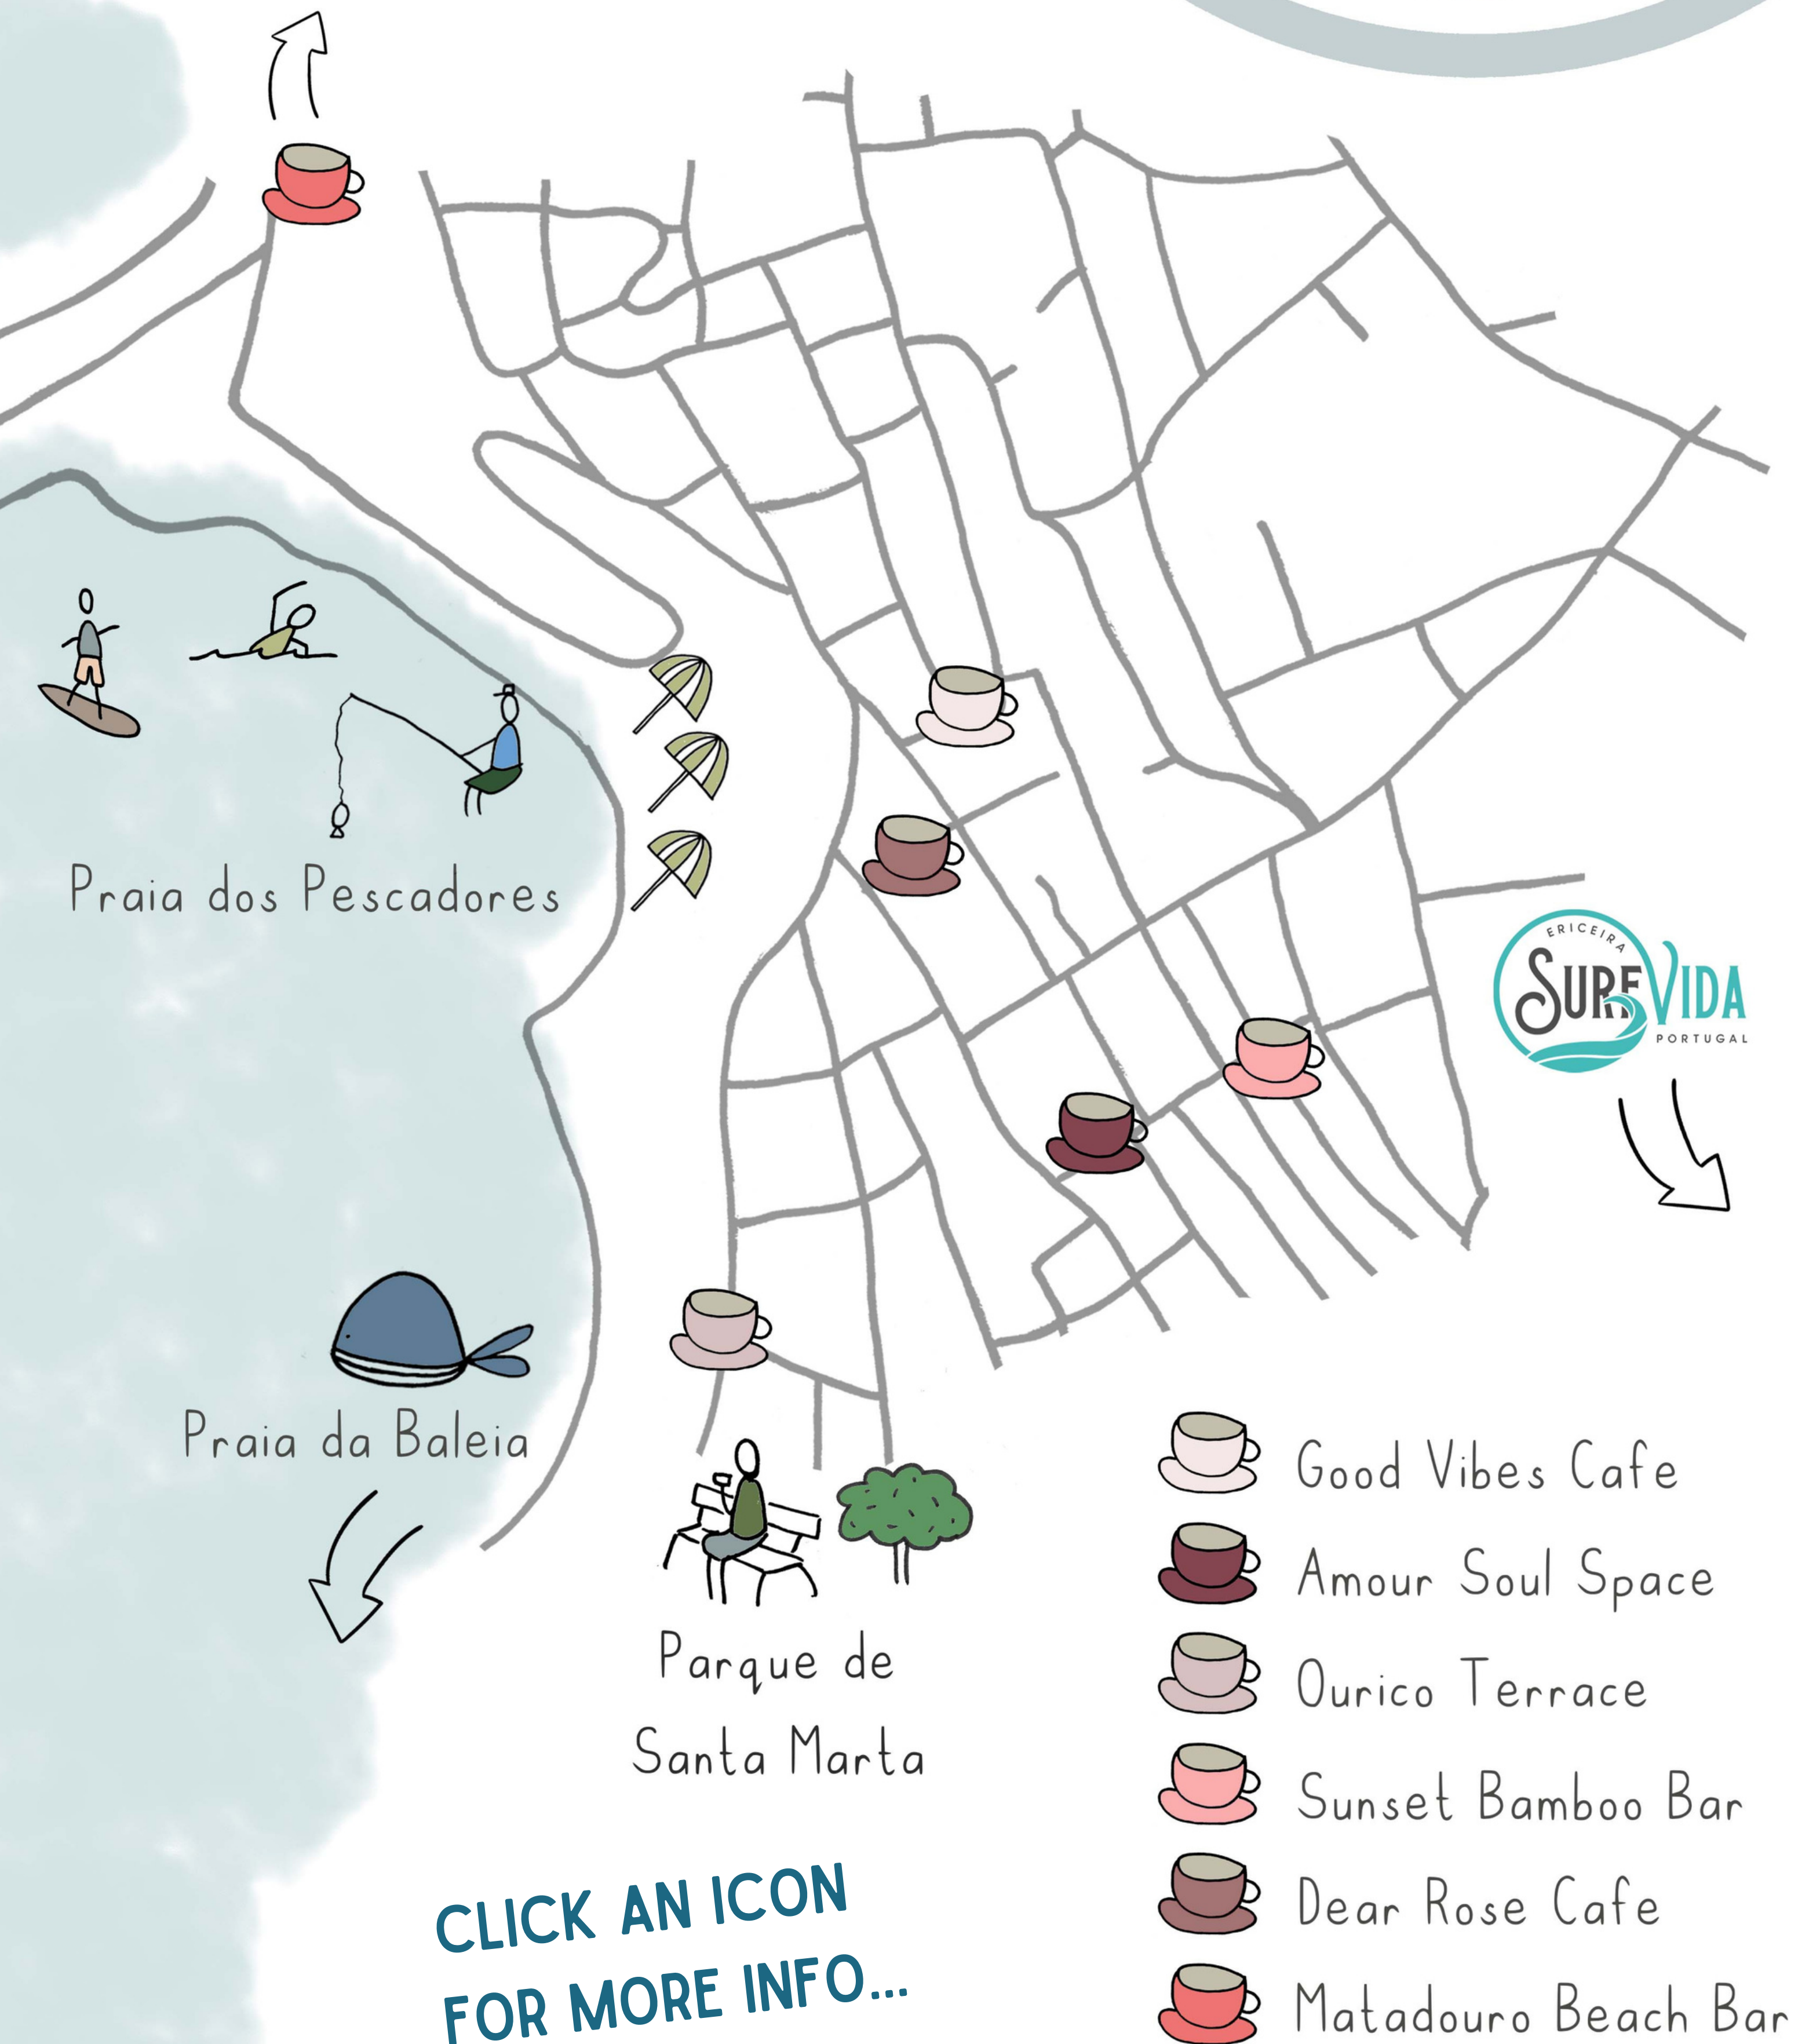 Praia dos Pescadores
ERICEIRA
SURF VIDA
PORTUGAL
Praia da Baleia
Parque de
Santa Marta
Good Vibes Cafe
Amour Soul Space
Ourico Terrace
Sunset Bamboo Bar
Dear Rose Cafe
Matadouro Beach Bar
CLICK AN ICON
FOR MORE INFO...